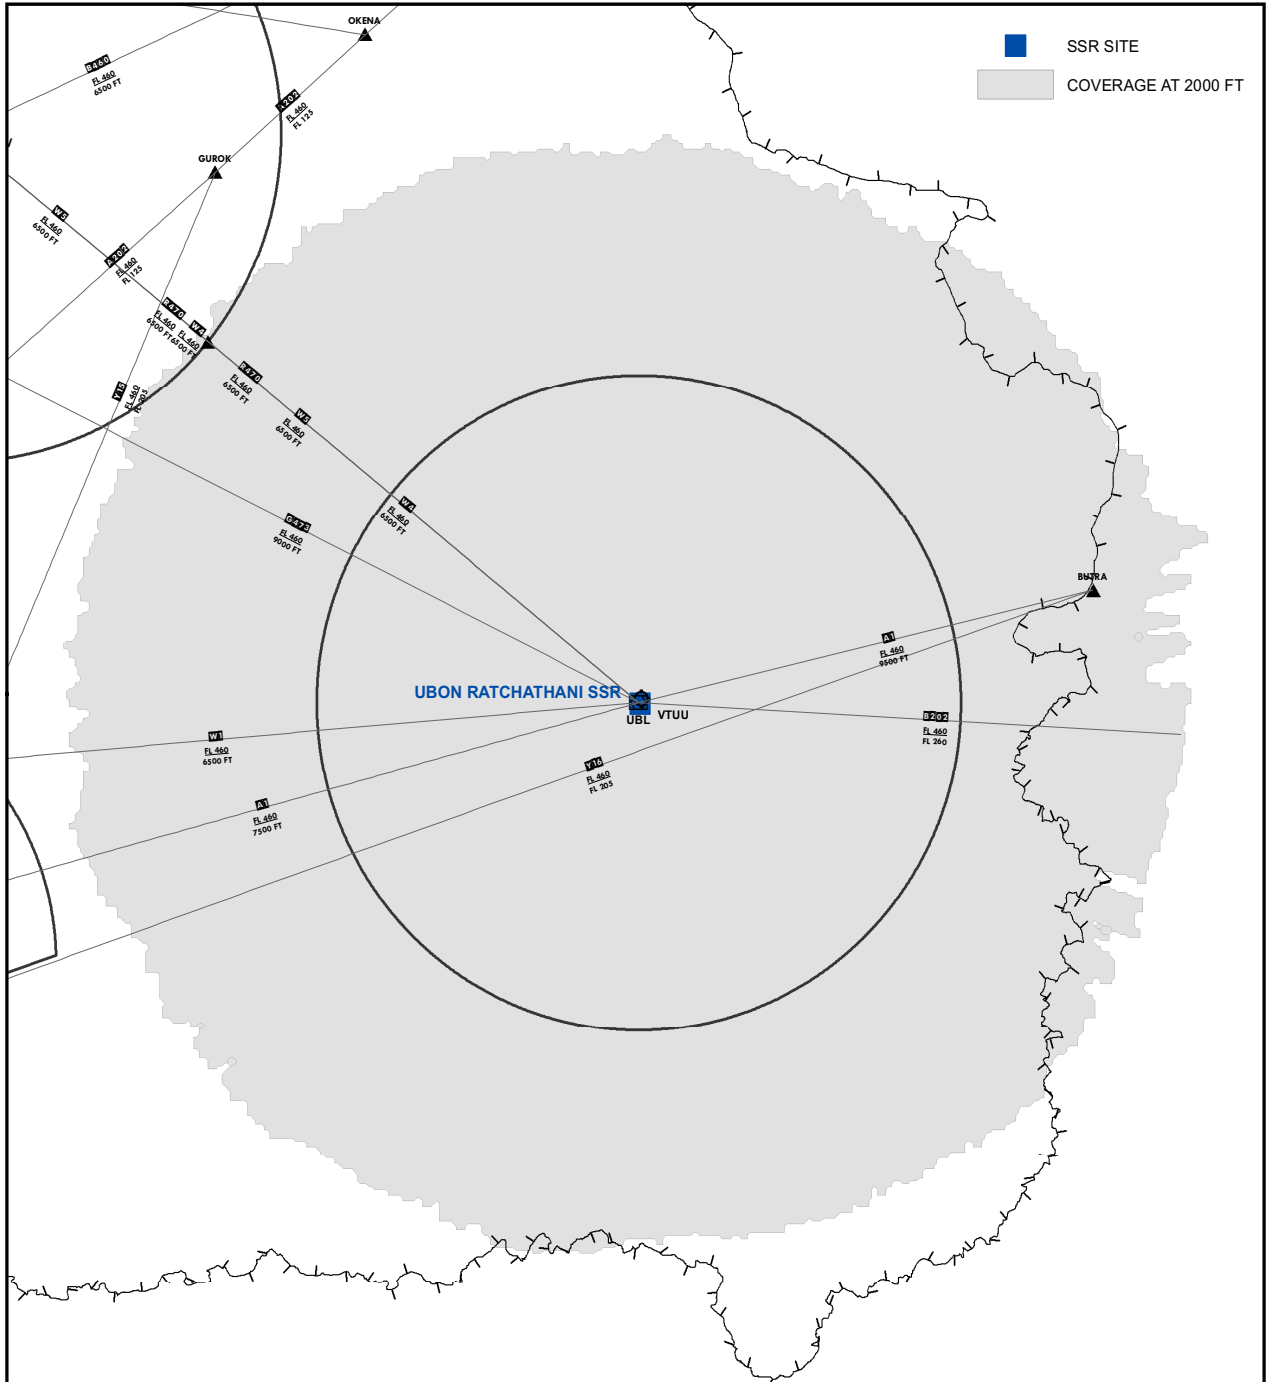 OKENA
SSR SITE
COVERAGE AT 2000 FT
B460
FL 460
6500 FT
A202
FL 460
FL 125
GUROK
W5
FL 460
6500 FT
A202
FL 460
FL 125
R470
FL 460
6500 FT
W4
FL 460
6500 FT
R470
FL 460
6500 FT
Y15
FL 460
FL 205
W5
FL 460
6500 FT
W4
FL 460
6500 FT
G473
FL 460
9000 FT
BUTRA
A1
FL 460
9500 FT
UBON RATCHATHANI SSR
UBL
VTUU
B202
FL 460
FL 260
W1
FL 460
6500 FT
Y16
FL 460
FL 205
A1
FL 460
7500 FT